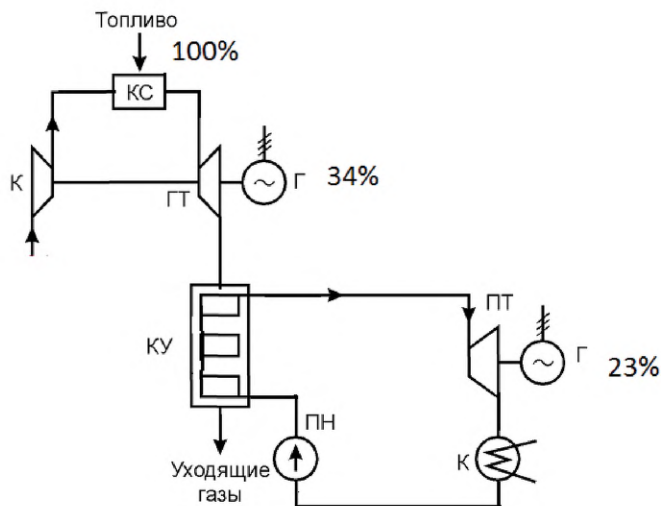 Топливо
100%
КС
К
ГТ
Г
34%
КУ
ПТ
Г
23%
ПН
К
Уходящие
газы